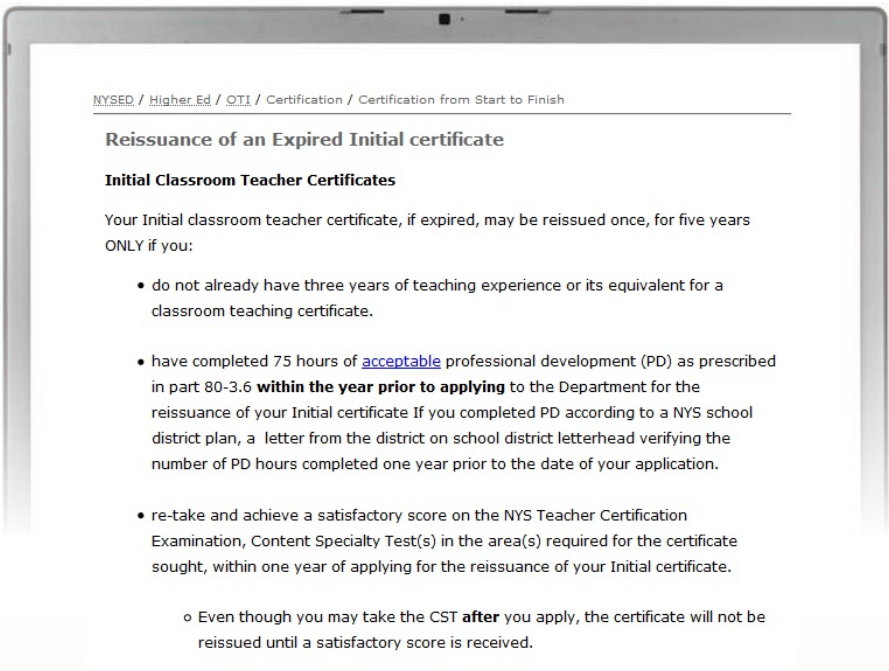 NYSED / Higher Ed / OTI / Certification / Certification from Start to Finish
Reissuance of an Expired Initial certificate
Initial Classroom Teacher Certificates
Your Initial classroom teacher certificate, if expired, may be reissued once, for five years
ONLY if you:
• do not already have three years of teaching experience or its equivalent for a
classroom teaching certificate.
• have completed 75 hours of acceptable professional development (PD) as prescribed
in part 80-3.6 within the year prior to applying to the Department for the
reissuance of your Initial certificate If you completed PD according to a NYS school
district plan, a  letter from the district on school district letterhead verifying the
number of PD hours completed one year prior to the date of your application.
• re-take and achieve a satisfactory score on the NYS Teacher Certification
Examination, Content Specialty Test(s) in the area(s) required for the certificate
sought, within one year of applying for the reissuance of your Initial certificate.
o Even though you may take the CST after you apply, the certificate will not be
reissued until a satisfactory score is received.